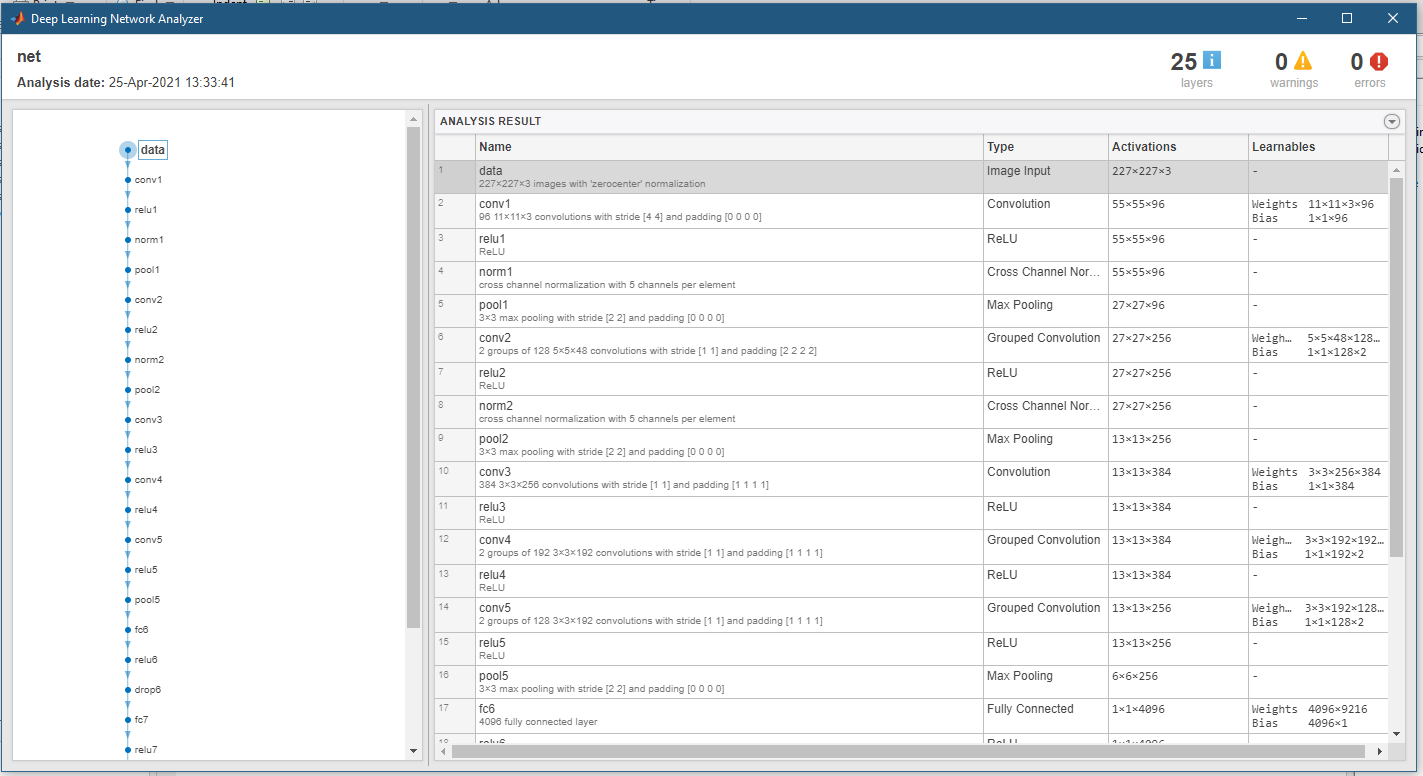 Deep Learning Network Analyzer
net
Analysis date: 25-Apr-2021 13:33:41
25
layers
0
warnings
0
errors
data
conv1
relu1
norm1
pool1
conv2
relu2
norm2
pool2
conv3
relu3
conv4
relu4
conv5
relu5
pool5
fc6
relu6
drop6
fc7
relu7
ANALYSIS RESULT
Name Type Activations Learnables
1 data Image Input 227×227×3 -
227×227×3 images with 'zerocenter' normalization
2 conv1 Convolution 55×55×96 Weights 11×11×3×96
96 11×11×3 convolutions with stride [4 4] and padding [0 0 0 0] Bias 1×1×96
3 relu1 ReLU 55×55×96 -
ReLU
4 norm1 Cross Channel Nor... 55×55×96 -
cross channel normalization with 5 channels per element
5 pool1 Max Pooling 27×27×96 -
3×3 max pooling with stride [2 2] and padding [0 0 0 0]
6 conv2 Grouped Convolution 27×27×256 Weigh… 5×5×48×128…
2 groups of 128 5×5×48 convolutions with stride [1 1] and padding [2 2 2 2] Bias 1×1×128×2
7 relu2 ReLU 27×27×256 -
ReLU
8 norm2 Cross Channel Nor... 27×27×256 -
cross channel normalization with 5 channels per element
9 pool2 Max Pooling 13×13×256 -
3×3 max pooling with stride [2 2] and padding [0 0 0 0]
10 conv3 Convolution 13×13×384 Weights 3×3×256×384
384 3×3×256 convolutions with stride [1 1] and padding [1 1 1 1] Bias 1×1×384
11 relu3 ReLU 13×13×384 -
ReLU
12 conv4 Grouped Convolution 13×13×384 Weigh… 3×3×192×192…
2 groups of 192 3×3×192 convolutions with stride [1 1] and padding [1 1 1 1] Bias 1×1×192×2
13 relu4 ReLU 13×13×384 -
ReLU
14 conv5 Grouped Convolution 13×13×256 Weigh… 3×3×192×128…
2 groups of 128 3×3×192 convolutions with stride [1 1] and padding [1 1 1 1] Bias 1×1×128×2
15 relu5 ReLU 13×13×256 -
ReLU
16 pool5 Max Pooling 6×6×256 -
3×3 max pooling with stride [2 2] and padding [0 0 0 0]
17 fc6 Fully Connected 1×1×4096 Weights 4096×9216
4096 fully connected layer Bias 4096×1
18 relu6 ReLU 1×1×4096 -